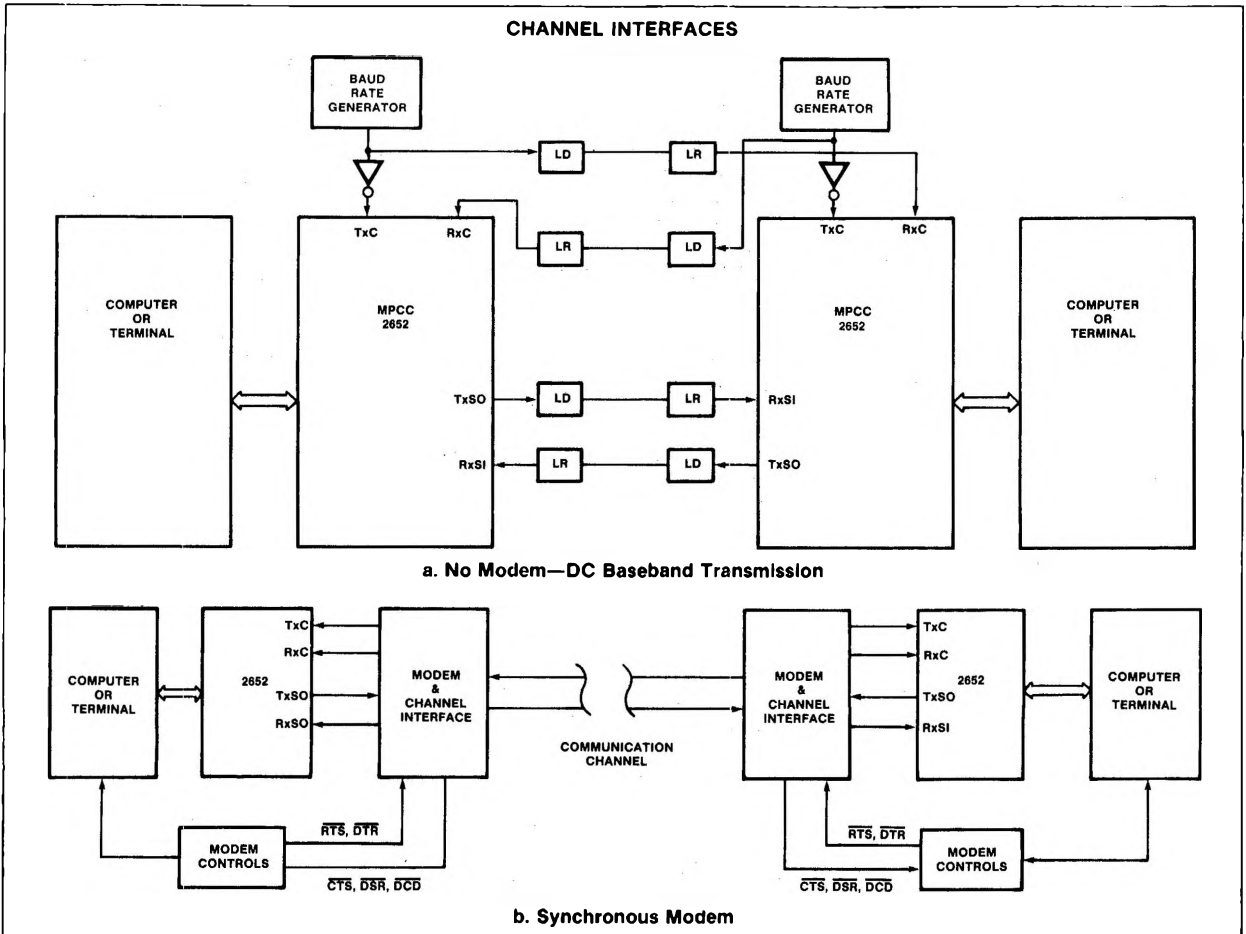 CHANNEL INTERFACES
BAUD
RATE
GENERATOR
BAUD
RATE
GENERATOR
LD
LR
TxC
RxC
LR
LD
TxC
RxC
COMPUTER
OR
TERMINAL
MPCC
2652
MPCC
2652
COMPUTER
OR
TERMINAL
TxSO
LD
LR
RxSI
RxSI
LR
LD
TxSO
a. No Modem—DC Baseband Transmission
COMPUTER
OR
TERMINAL
2652
TxC
RxC
TxSO
RxSO
MODEM
&
CHANNEL
INTERFACE
COMMUNICATION
CHANNEL
MODEM
&
CHANNEL
INTERFACE
TxC
RxC
TxSO
RxSI
2652
COMPUTER
OR
TERMINAL
MODEM
CONTROLS
RTS, DTR
CTS, DSR, DCD
RTS, DTR
CTS, DSR, DCD
MODEM
CONTROLS
b. Synchronous Modem